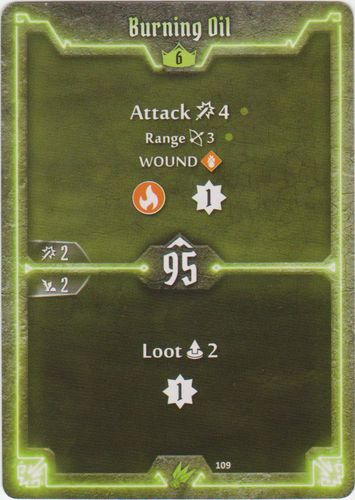 Burning Oil
6
Attack 4
Range 3
WOUND
1
2
95
2
Loot 2
1
109